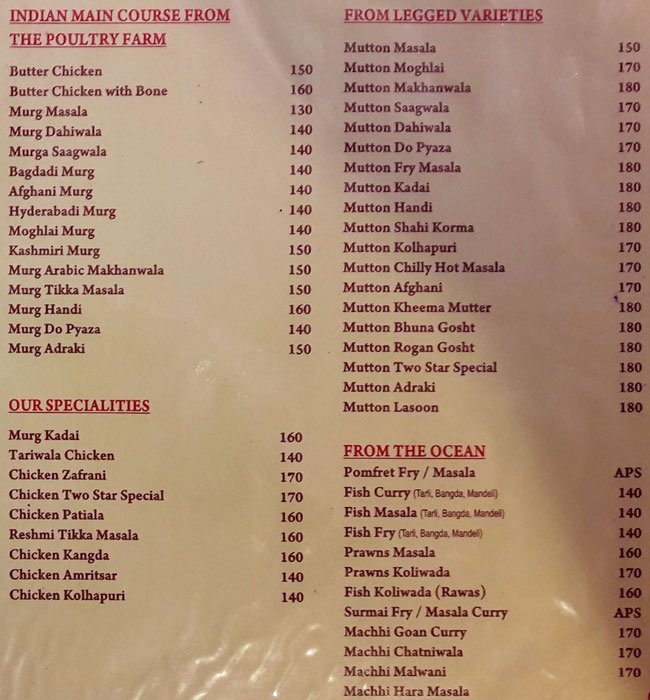 INDIAN MAIN COURSE FROM
THE POULTRY FARM
Butter Chicken 150
Butter Chicken with Bone 160
Murg Masala 130
Murg Dahiwala 140
Murga Saagwala 140
Bagdadi Murg 140
Afghani Murg 140
Hyderabadi Murg 140
Moghlai Murg 140
Kashmiri Murg 150
Murg Arabic Makhanwala 150
Murg Tikka Masala 150
Murg Handi 160
Murg Do Pyaza 140
Murg Adraki 150
OUR SPECIALITIES
Murg Kadai 160
Tariwala Chicken 140
Chicken Zafrani 170
Chicken Two Star Special 170
Chicken Patiala 160
Reshmi Tikka Masala 160
Chicken Kangda 160
Chicken Amritsar 140
Chicken Kolhapuri 140
FROM LEGGED VARIETIES
Mutton Masala 150
Mutton Moghlai 170
Mutton Makhanwala 180
Mutton Saagwala 170
Mutton Dahiwala 170
Mutton Do Pyaza 170
Mutton Fry Masala 180
Mutton Kadai 180
Mutton Handi 180
Mutton Shahi Korma 180
Mutton Kolhapuri 170
Mutton Chilly Hot Masala 170
Mutton Afghani 170
Mutton Kheema Mutter 180
Mutton Bhuna Gosht 180
Mutton Rogan Gosht 180
Mutton Two Star Special 180
Mutton Adraki 180
Mutton Lasoon 180
FROM THE OCEAN
Pomfret Fry / Masala APS
Fish Curry (Tarli, Bangda, Mandeli) 140
Fish Masala (Tarli, Bangda, Mandeli) 140
Fish Fry (Tarli, Bangda, Mandeli) 140
Prawns Masala 160
Prawns Koliwada 170
Fish Koliwada (Rawas) 160
Surmai Fry / Masala Curry APS
Machhi Goan Curry 170
Machhi Chatniwala 170
Machhi Malwani 170
Machhi Hara Masala